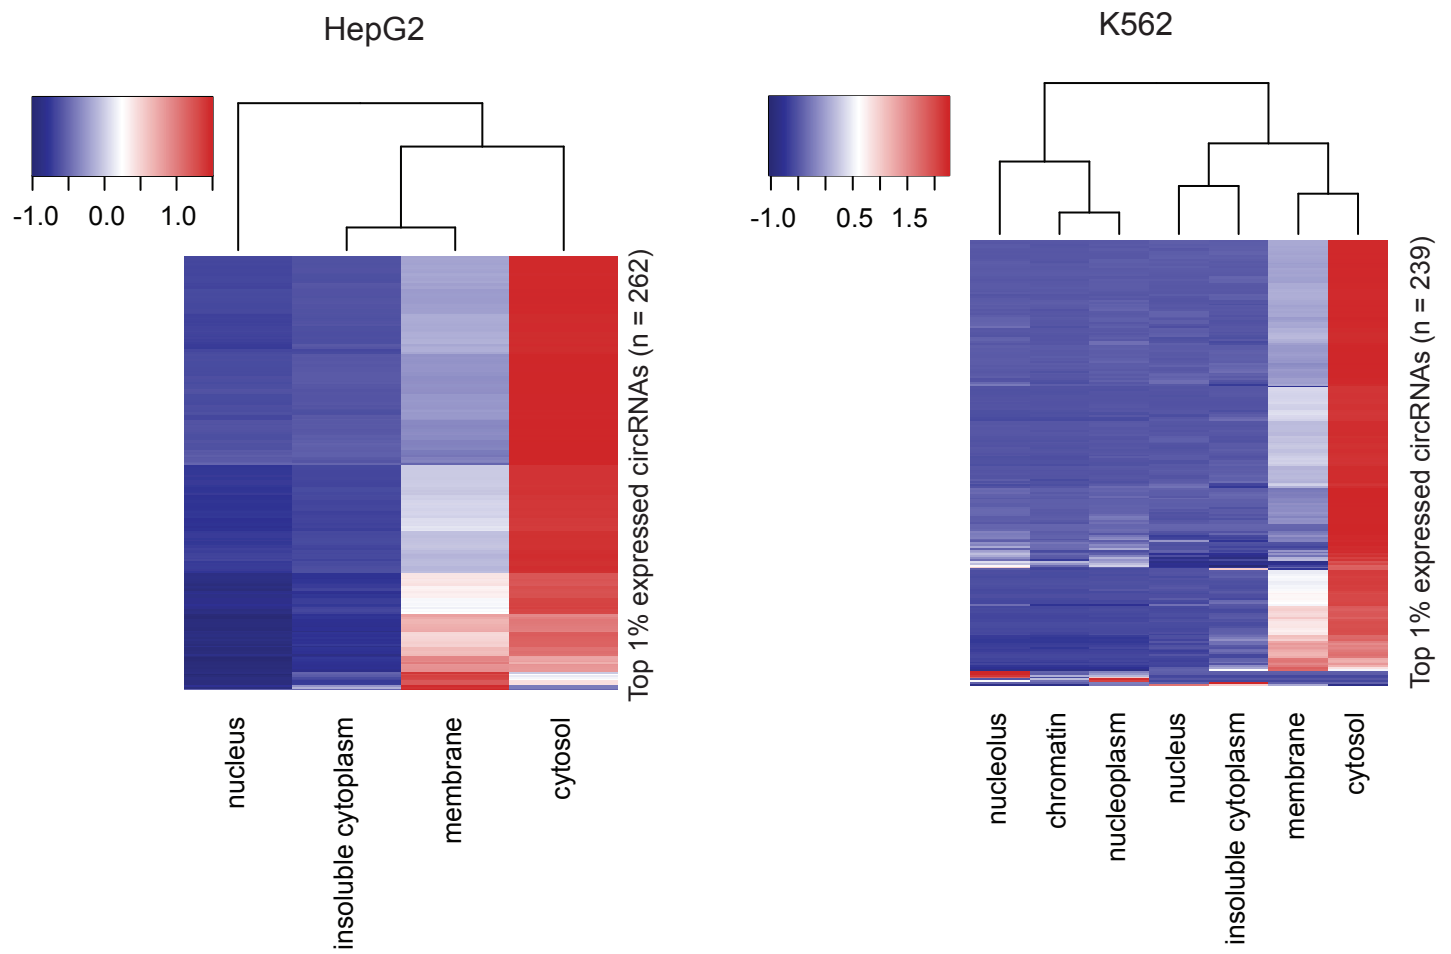 HepG2
-1.0 0.0 1.0
Top 1% expressed circRNAs (n = 262)
nucleus
insoluble cytoplasm
membrane
cytosol
K562
-1.0 0.5 1.5
Top 1% expressed circRNAs (n = 239)
nucleolus
chromatin
nucleoplasm
nucleus
insoluble cytoplasm
membrane
cytosol